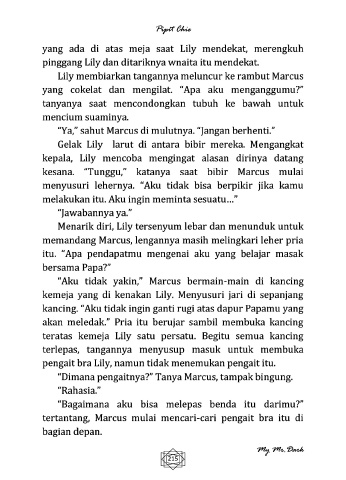 Pipit Chie
yang ada di atas meja saat Lily mendekat, merengkuh
pinggang Lily dan ditariknya wnaita itu mendekat.
Lily membiarkan tangannya meluncur ke rambut Marcus
yang cokelat dan mengilat. “Apa aku menganggumu?”
tanyanya saat mencondongkan tubuh ke bawah untuk
mencium suaminya.
“Ya,” sahut Marcus di mulutnya. “Jangan berhenti.”
Gelak Lily larut di antara bibir mereka. Mengangkat
kepala, Lily mencoba mengingat alasan dirinya datang
kesana. “Tunggu,” katanya saat bibir Marcus mulai
menyusuri lehernya. “Aku tidak bisa berpikir jika kamu
melakukan itu. Aku ingin meminta sesuatu...”
“Jawabannya ya.”
Menarik diri, Lily tersenyum lebar dan menunduk untuk
memandang Marcus, lengannya masih melingkari leher pria
itu. “Apa pendapatmu mengenai aku yang belajar masak
bersama Papa?”
“Aku tidak yakin,” Marcus bermain-main di kancing
kemeja yang di kenakan Lily. Menyusuri jari di sepanjang
kancing. “Aku tidak ingin ganti rugi atas dapur Papamu yang
akan meledak.” Pria itu berujar sambil membuka kancing
teratas kemeja Lily satu persatu. Begitu semua kancing
terlepas, tangannya menyusup masuk untuk membuka
pengait bra Lily, namun tidak menemukan pengait itu.
“Dimana pengaitnya?” Tanya Marcus, tampak bingung.
“Rahasia.”
“Bagaimana aku bisa melepas benda itu darimu?”
tertantang, Marcus mulai mencari-cari pengait bra itu di
bagian depan.
My Mr. Dark
215